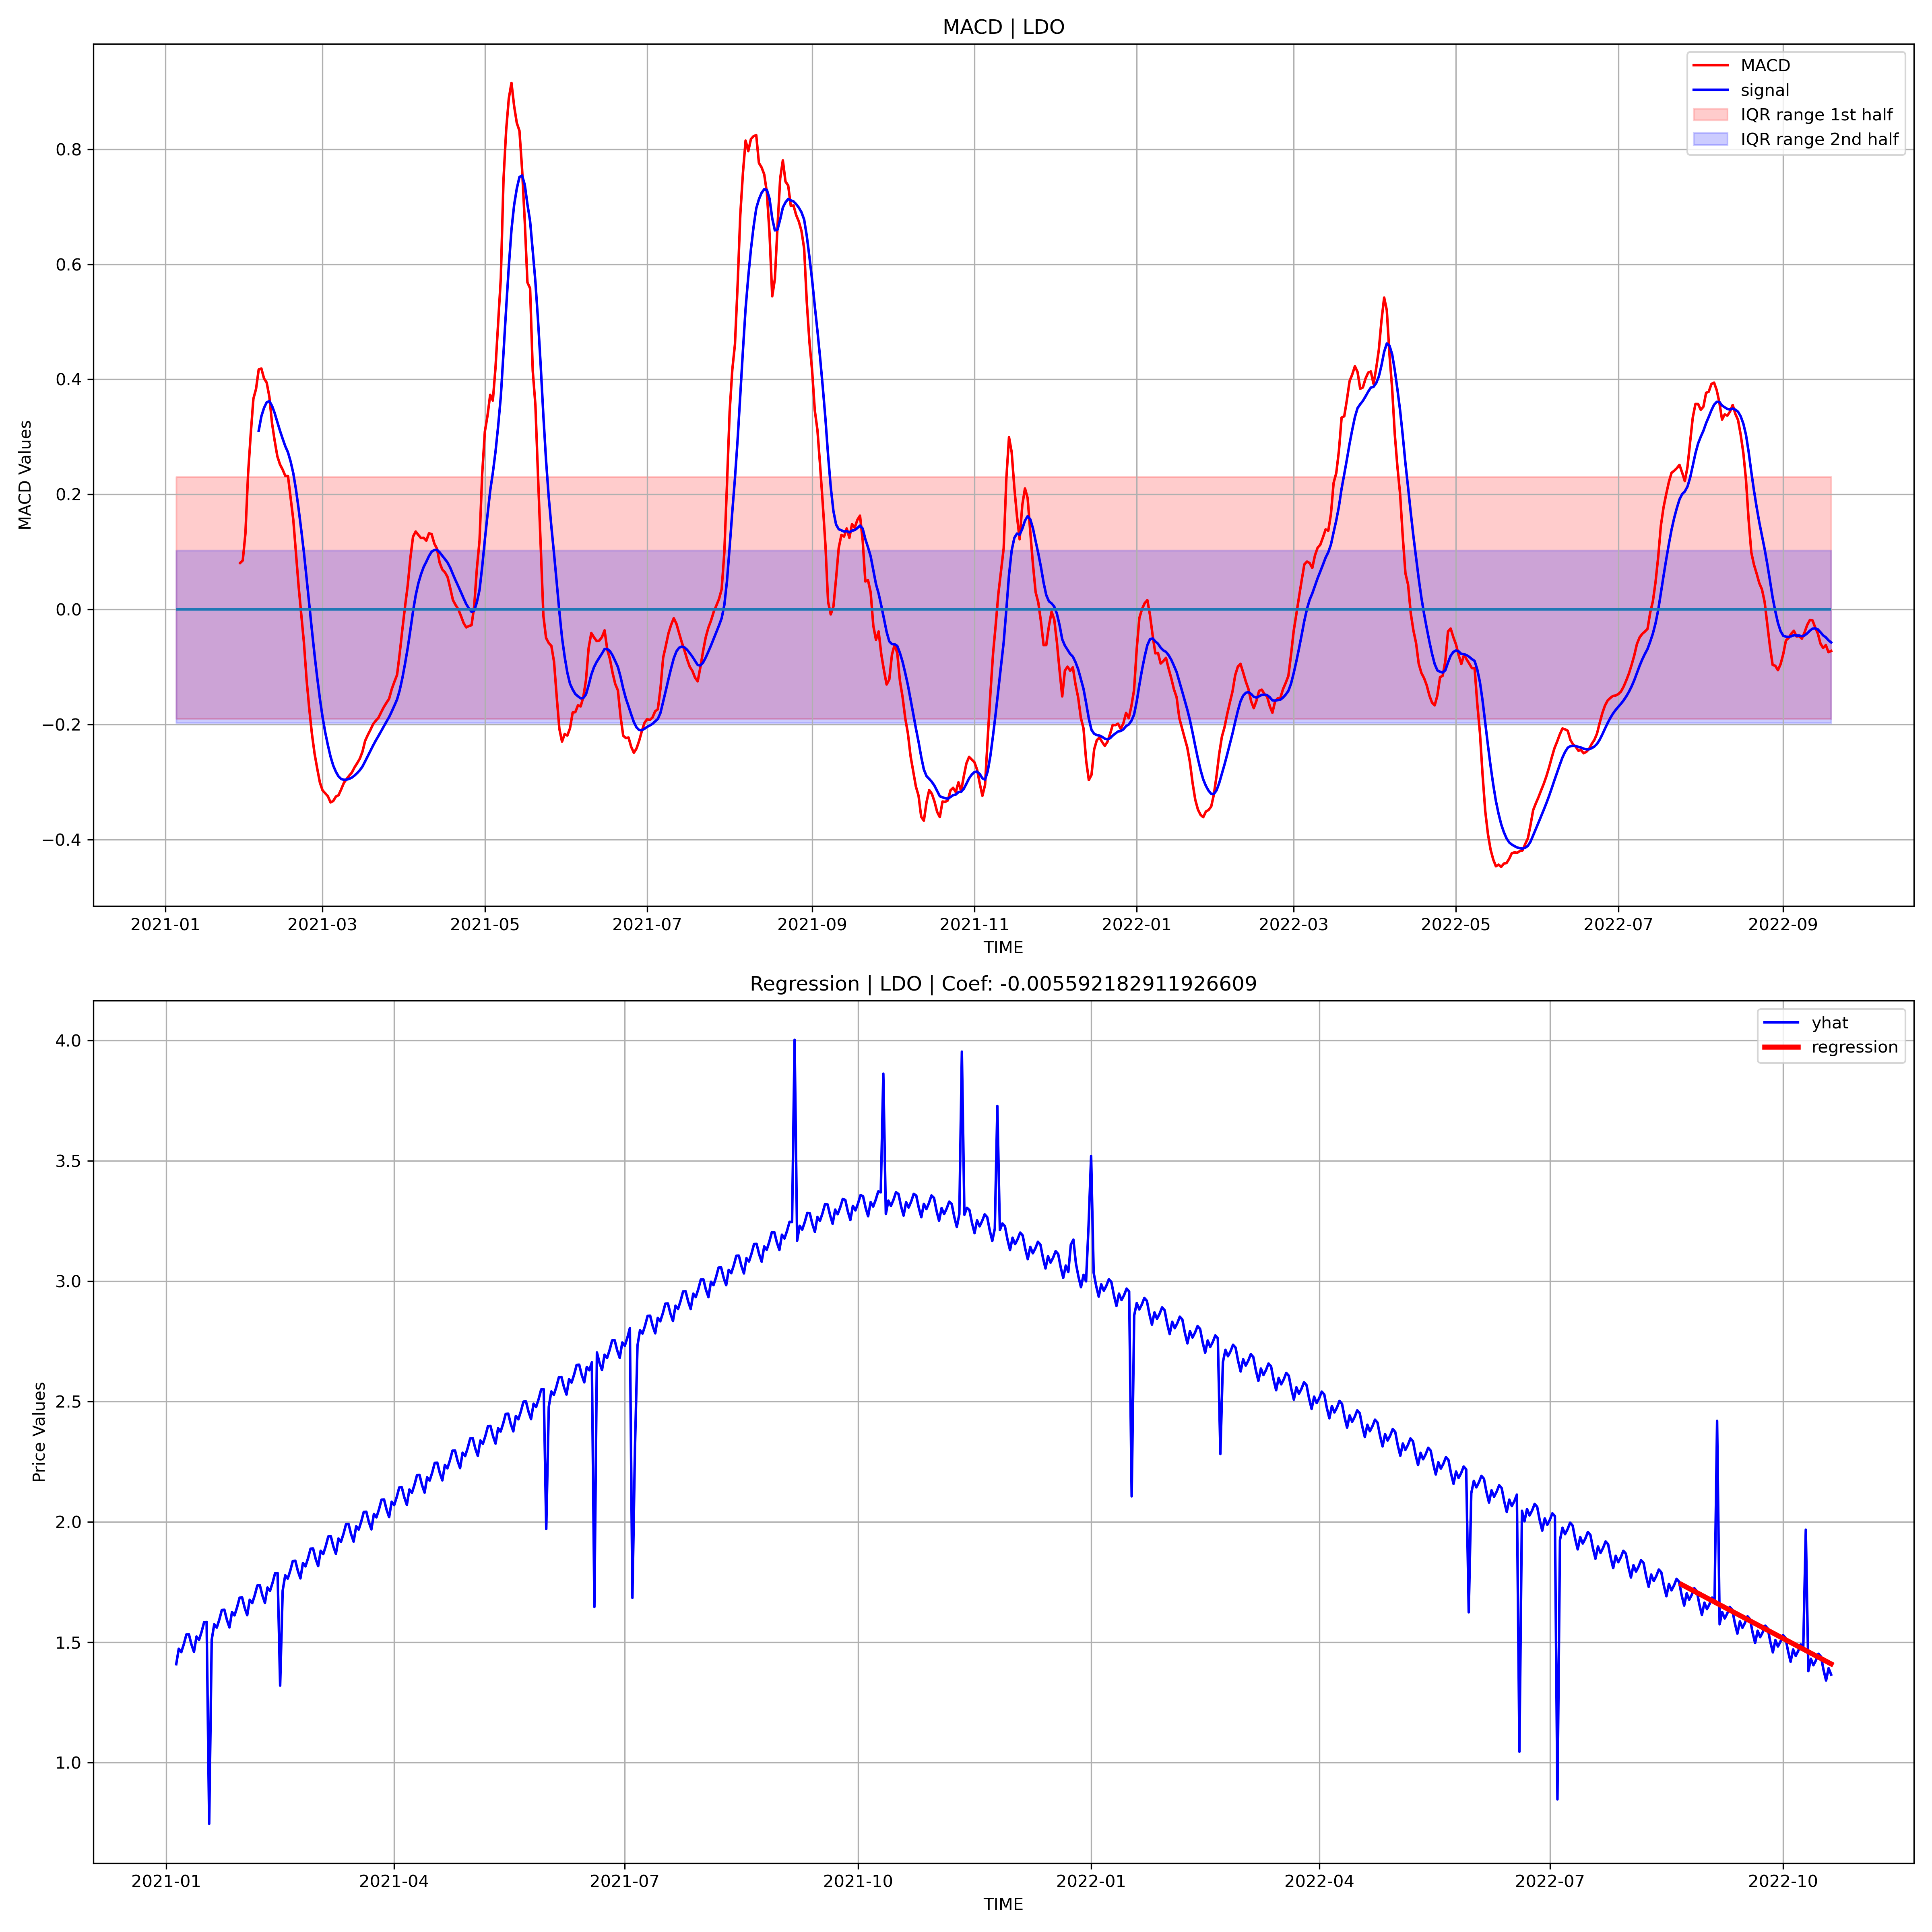 MACD | LDO
MACD
signal
IQR range 1st half
IQR range 2nd half
MACD Values
0.8
0.6
0.4
0.2
0.0
−0.2
−0.4
2021-01 2021-03 2021-05 2021-07 2021-09 2021-11 2022-01 2022-03 2022-05 2022-07 2022-09
TIME
Regression | LDO | Coef: -0.005592182911926609
yhat
regression
Price Values
4.0
3.5
3.0
2.5
2.0
1.5
1.0
2021-01 2021-04 2021-07 2021-10 2022-01 2022-04 2022-07 2022-10
TIME